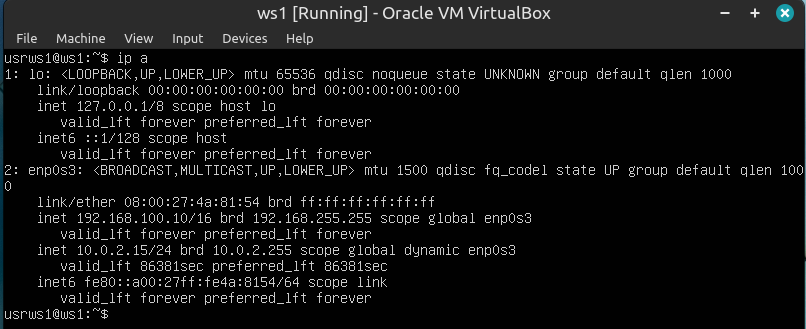 ws1 [Running] - Oracle VM VirtualBox
File Machine View Input Devices Help
usrws1@ws1:~$ ip a
1: lo: <LOOPBACK,UP,LOWER_UP> mtu 65536 qdisc noqueue state UNKNOWN group default qlen 1000
    link/loopback 00:00:00:00:00:00 brd 00:00:00:00:00:00
    inet 127.0.0.1/8 scope host lo
       valid_lft forever preferred_lft forever
    inet6 ::1/128 scope host
       valid_lft forever preferred_lft forever
2: enp0s3: <BROADCAST,MULTICAST,UP,LOWER_UP> mtu 1500 qdisc fq_codel state UP group default qlen 100
0
    link/ether 08:00:27:4a:81:54 brd ff:ff:ff:ff:ff:ff
    inet 192.168.100.10/16 brd 192.168.255.255 scope global enp0s3
       valid_lft forever preferred_lft forever
    inet 10.0.2.15/24 brd 10.0.2.255 scope global dynamic enp0s3
       valid_lft 86381sec preferred_lft 86381sec
    inet6 fe80::a00:27ff:fe4a:8154/64 scope link
       valid_lft forever preferred_lft forever
usrws1@ws1:~$